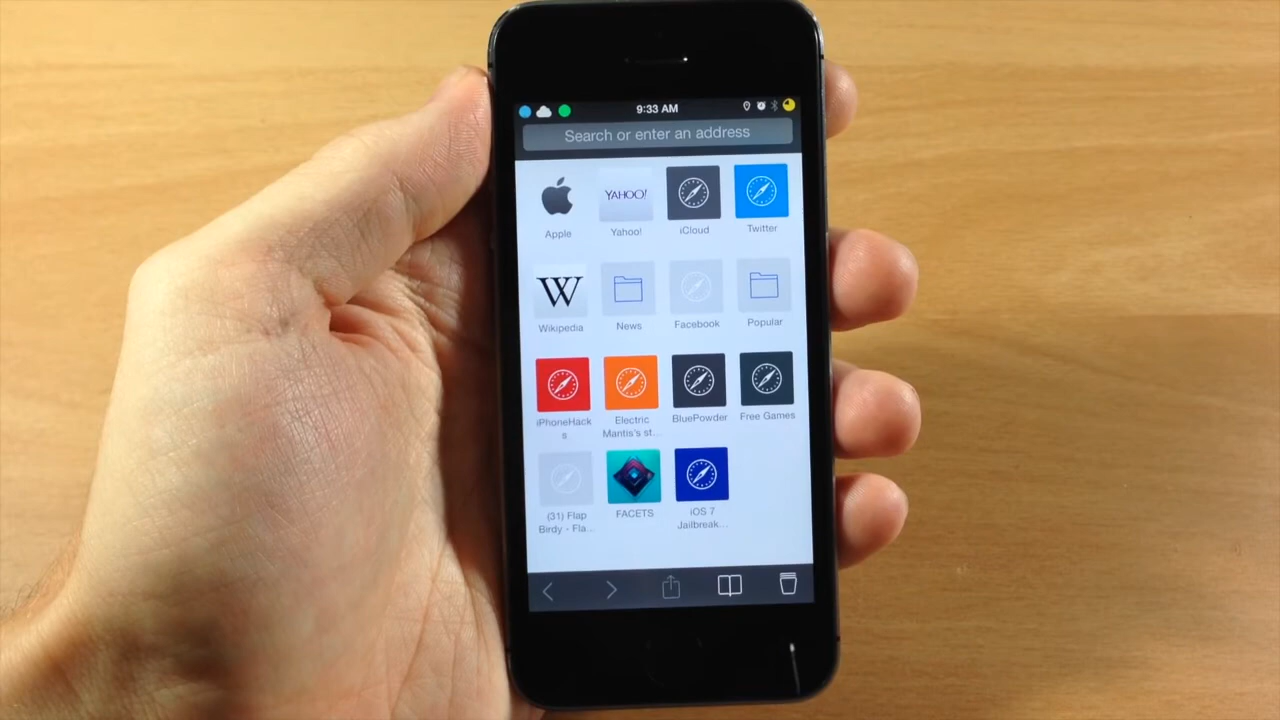 9:33 AM
Search or enter an address
YAHOO!
Apple
Yahoo!
iCloud
Twitter
W
Wikipedia
News
Facebook
Popular
iPhoneHack
s
Electric
Mantis's st...
BluePowder
Free Games
(31) Flap
Birdy - Fla...
FACETS
iOS 7
Jailbreak...